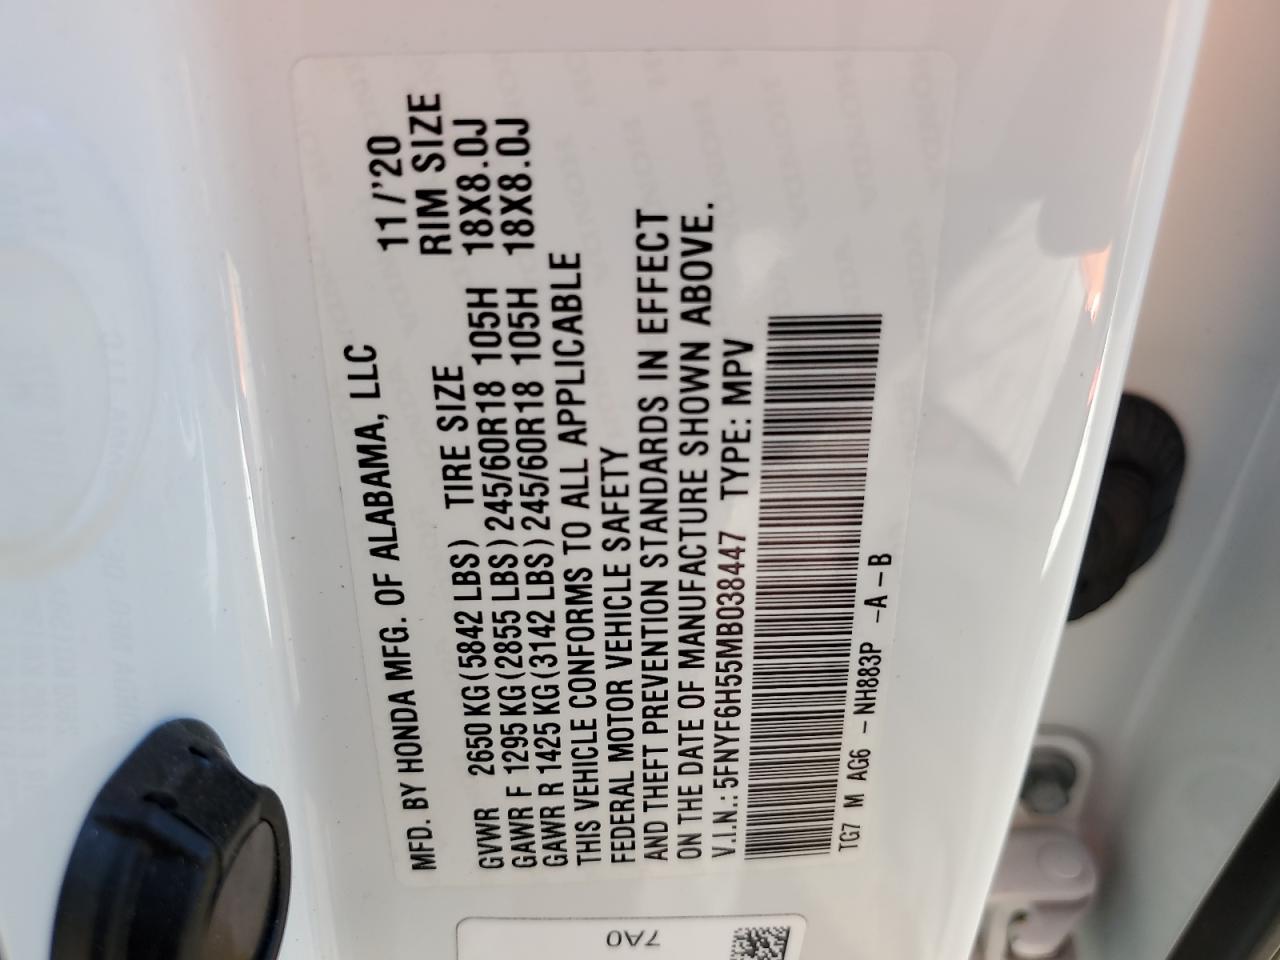 MFD. BY HONDA MFG. OF ALABAMA, LLC 11/'20
GVWR 2650 KG (5842 LBS) TIRE SIZE RIM SIZE
GAWR F 1295 KG (2855 LBS) 245/60R18 105H 18X8.0J
GAWR R 1425 KG (3142 LBS) 245/60R18 105H 18X8.0J
THIS VEHICLE CONFORMS TO ALL APPLICABLE
FEDERAL MOTOR VEHICLE SAFETY
AND THEFT PREVENTION STANDARDS IN EFFECT
ON THE DATE OF MANUFACTURE SHOWN ABOVE.
V.I.N.: 5FNYF6H55MB038447 TYPE: MPV
TG7 M AG6 -NH883P -A-B
7A0